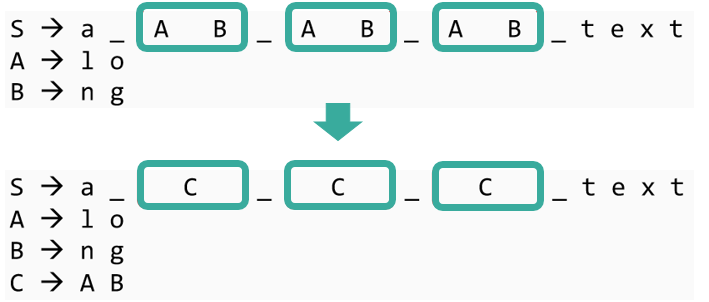 S → a _ A B _ A B _ A B _ t e x t
A → l o
B → n g
S → a _ C _ C _ C _ t e x t
A → l o
B → n g
C → A B